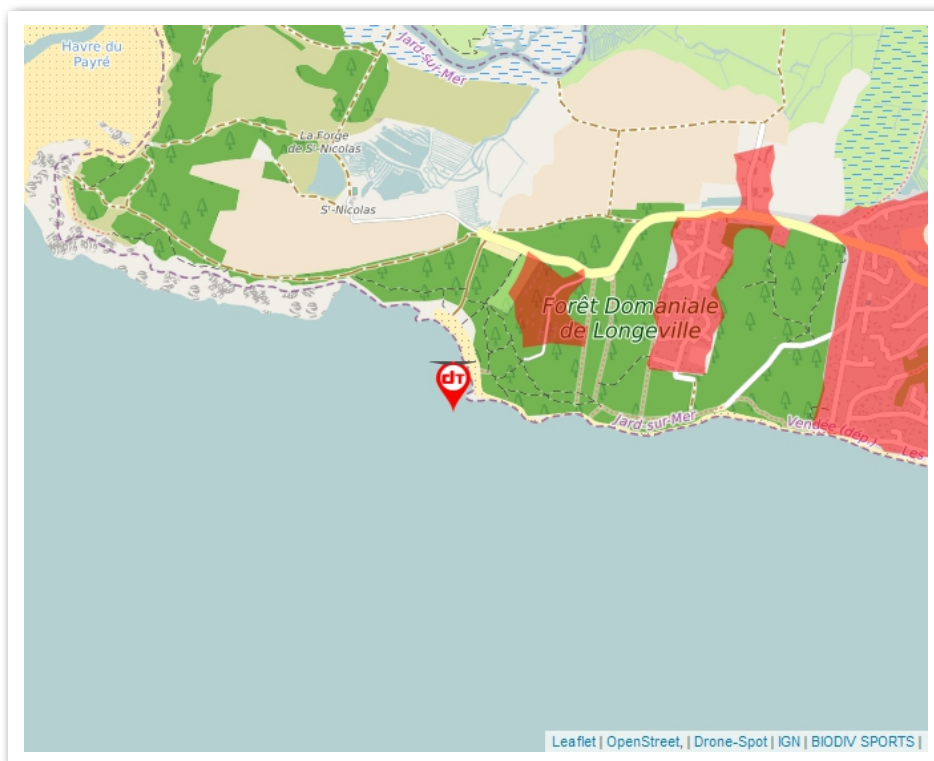 Havre du
Payré
Jard-sur-Mer
La Forge
de Sᵗ-Nicolas
Sᵗ-Nicolas
Forêt Domaniale
de Longeville
dT
Jard-sur-Mer
Vendée (dép.)
Les
Leaflet | OpenStreet, | Drone-Spot | IGN | BIODIV SPORTS |